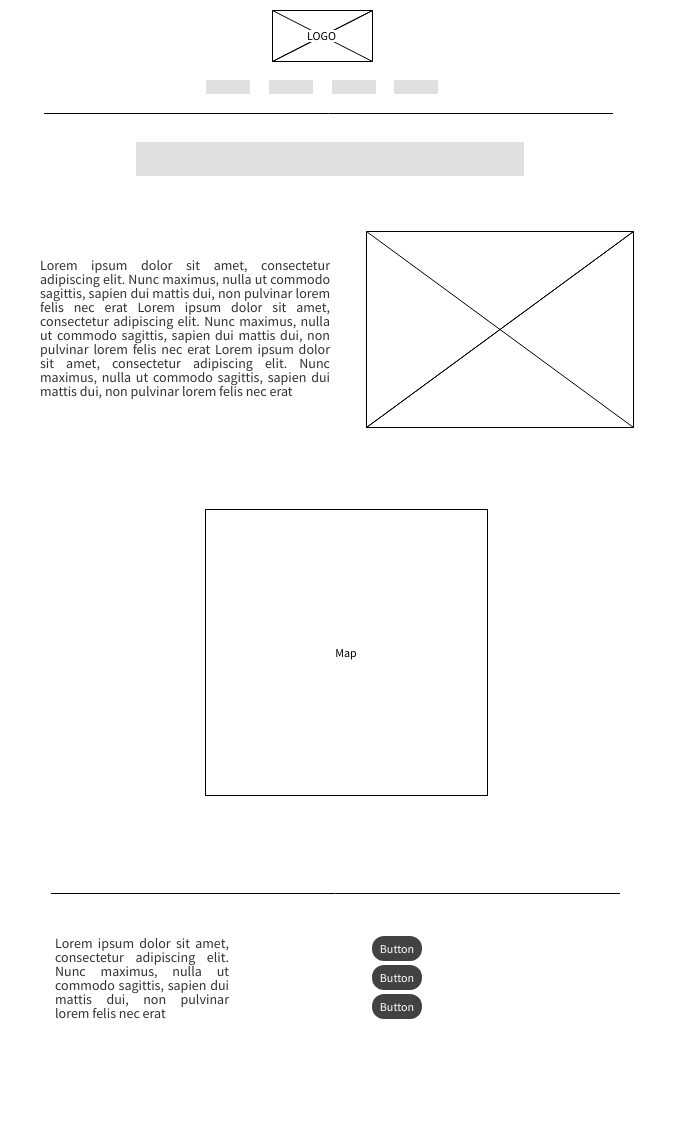 LOGO
Lorem ipsum dolor sit amet, consectetur
adipiscing elit. Nunc maximus, nulla ut commodo
sagittis, sapien dui mattis dui, non pulvinar lorem
felis nec erat Lorem ipsum dolor sit amet,
consectetur adipiscing elit. Nunc maximus, nulla
ut commodo sagittis, sapien dui mattis dui, non
pulvinar lorem felis nec erat Lorem ipsum dolor
sit amet, consectetur adipiscing elit. Nunc
maximus, nulla ut commodo sagittis, sapien dui
mattis dui, non pulvinar lorem felis nec erat
Map
Lorem ipsum dolor sit amet,
consectetur adipiscing elit.
Nunc maximus, nulla ut
commodo sagittis, sapien dui
mattis dui, non pulvinar
lorem felis nec erat
Button
Button
Button